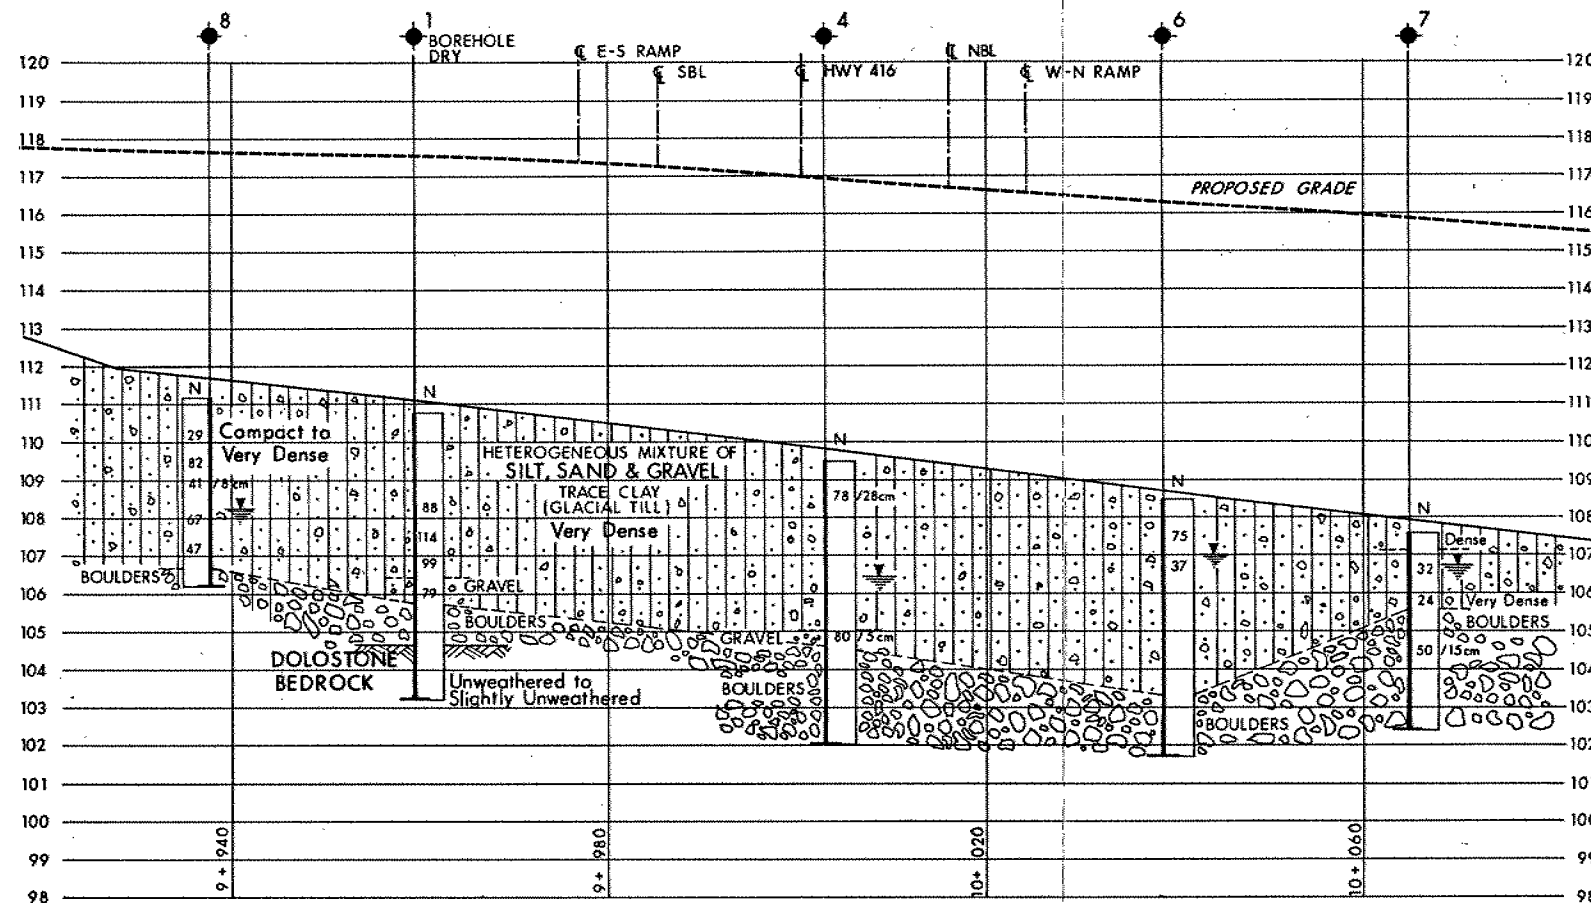 8
1
4
6
7
BOREHOLE
DRY
℄ E-S RAMP
℄ SBL
℄ HWY 416
℄ NBL
℄ W-N RAMP
120
119
118
117
116
115
114
113
112
111
110
109
108
107
106
105
104
103
102
101
100
99
98
120
119
118
117
116
115
114
113
112
111
110
109
108
107
106
105
104
103
102
10
100
99
98
PROPOSED GRADE
N
29
82
41 /8cm
67
47
Compact to
Very Dense
BOULDERS
N
88
114
99
79
HETEROGENEOUS MIXTURE OF
SILT, SAND & GRAVEL
TRACE CLAY
(GLACIAL TILL)
Very Dense
GRAVEL
BOULDERS
DOLOSTONE
BEDROCK
Unweathered to
Slightly Unweathered
N
78 /28cm
80 /5cm
GRAVEL
BOULDERS
N
75
37
BOULDERS
N
32
24
50 /15cm
Dense
Very Dense
BOULDERS
9+ 940
9+ 980
10+ 020
10+ 060